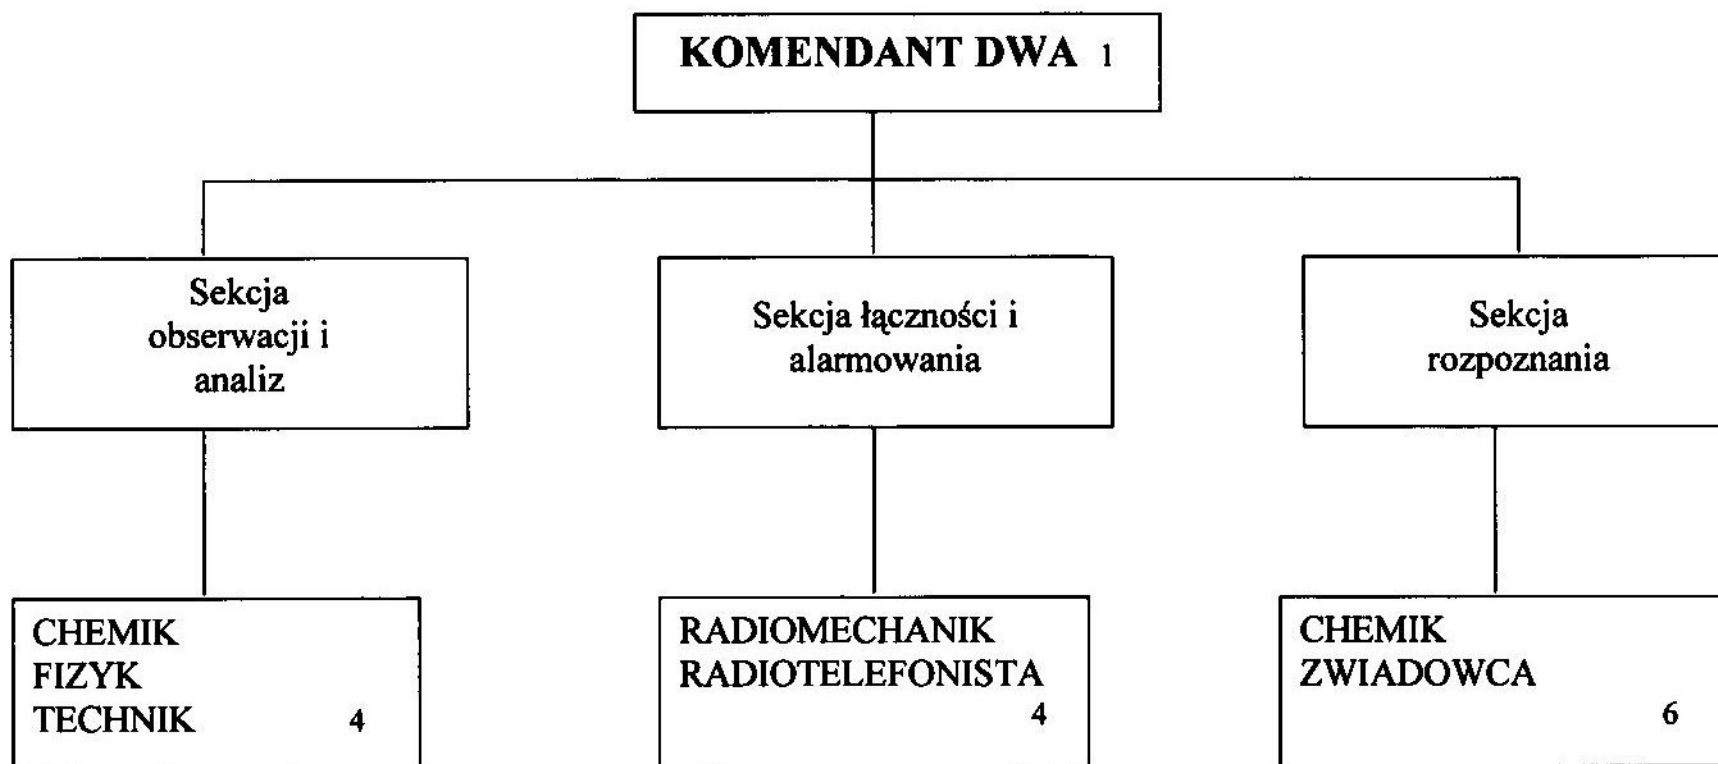 KOMENDANT DWA 1
Sekcja
obserwacji i
analiz
Sekcja łączności i
alarmowania
Sekcja
rozpoznania
CHEMIK
FIZYK
TECHNIK 4
RADIOMECHANIK
RADIOTELEFONISTA
4
CHEMIK
ZWIADOWCA
6